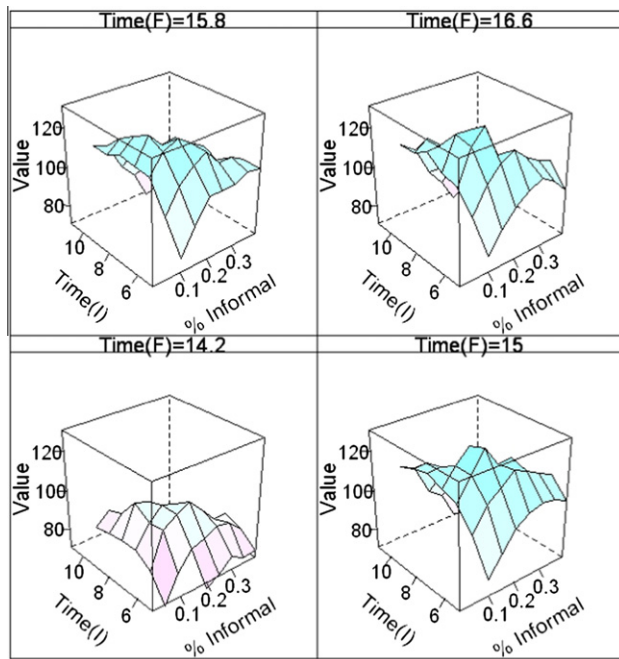 Time(F)=15.8
Time(F)=16.6
120
100
80
Value
10
8
6
Time(I)
0.1
0.2
0.3
% Informal
120
100
80
Value
10
8
6
Time(I)
0.1
0.2
0.3
% Informal
Time(F)=14.2
Time(F)=15
120
100
80
Value
10
8
6
Time(I)
0.1
0.2
0.3
% Informal
120
100
80
Value
10
8
6
Time(I)
0.1
0.2
0.3
% Informal